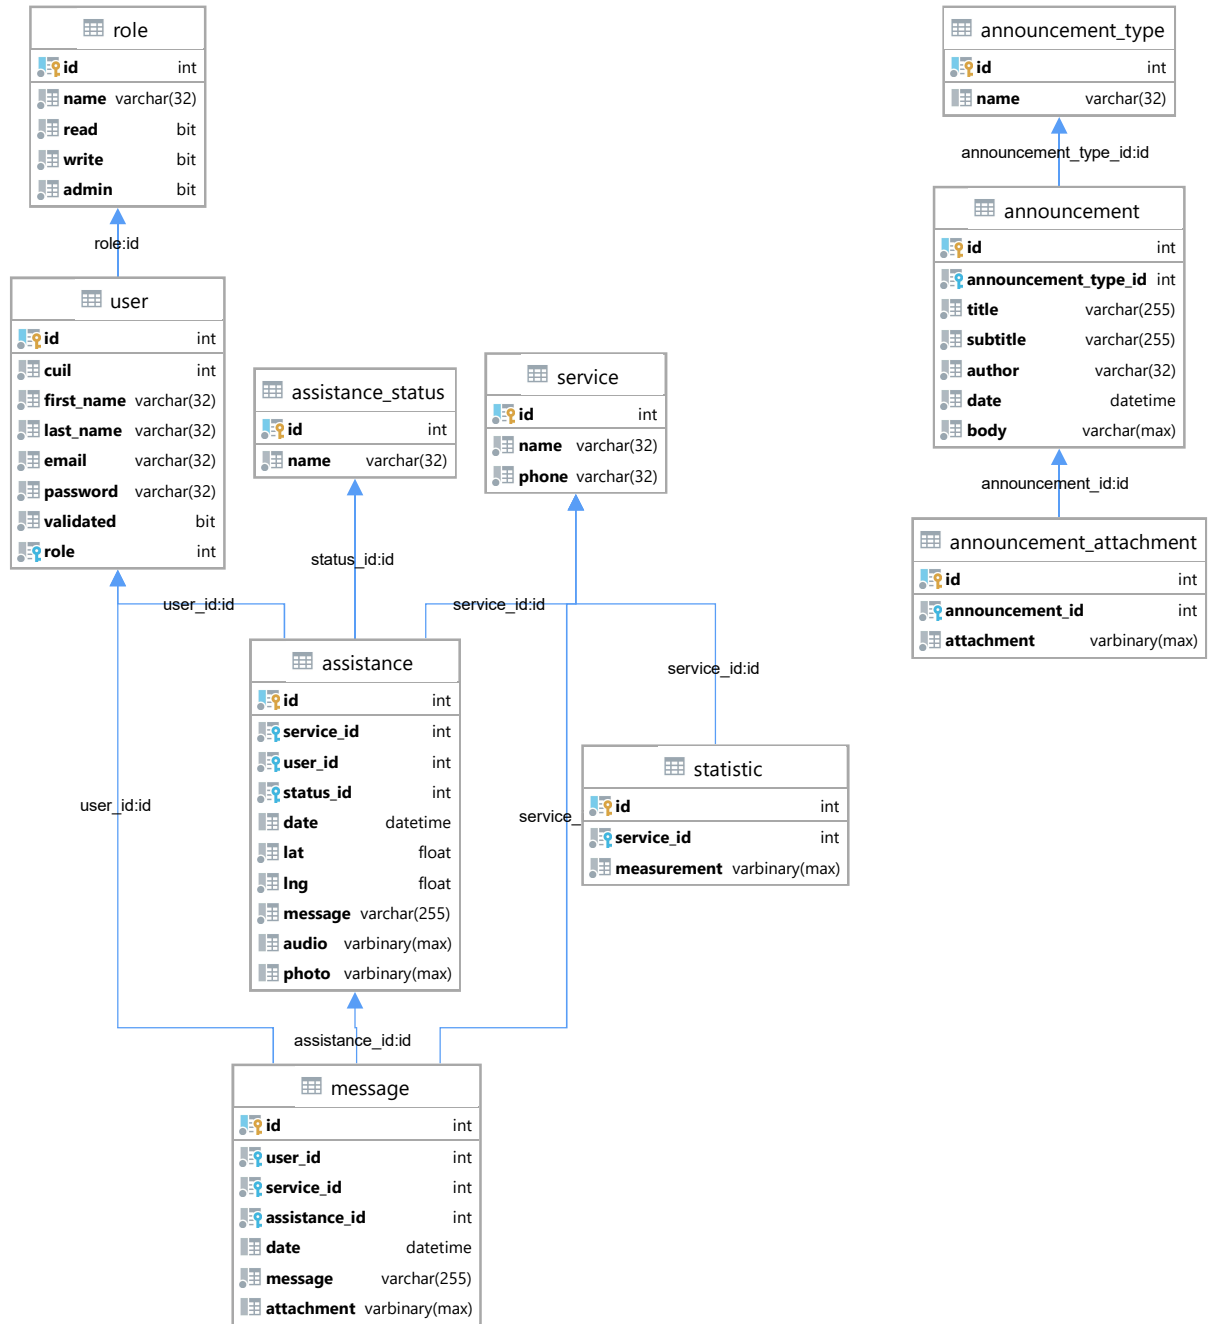 role
id int
name varchar(32)
read bit
write bit
admin bit
role:id
user
id int
cuil int
first_name varchar(32)
last_name varchar(32)
email varchar(32)
password varchar(32)
validated bit
role int
assistance_status
id int
name varchar(32)
service
id int
name varchar(32)
phone varchar(32)
user_id:id
status_id:id
service_id:id
assistance
id int
service_id int
user_id int
status_id int
date datetime
lat float
lng float
message varchar(255)
audio varbinary(max)
photo varbinary(max)
service_id:id
statistic
id int
service_id int
measurement varbinary(max)
user_id:id
service_
assistance_id:id
message
id int
user_id int
service_id int
assistance_id int
date datetime
message varchar(255)
attachment varbinary(max)
announcement_type
id int
name varchar(32)
announcement_type_id:id
announcement
id int
announcement_type_id int
title varchar(255)
subtitle varchar(255)
author varchar(32)
date datetime
body varchar(max)
announcement_id:id
announcement_attachment
id int
announcement_id int
attachment varbinary(max)